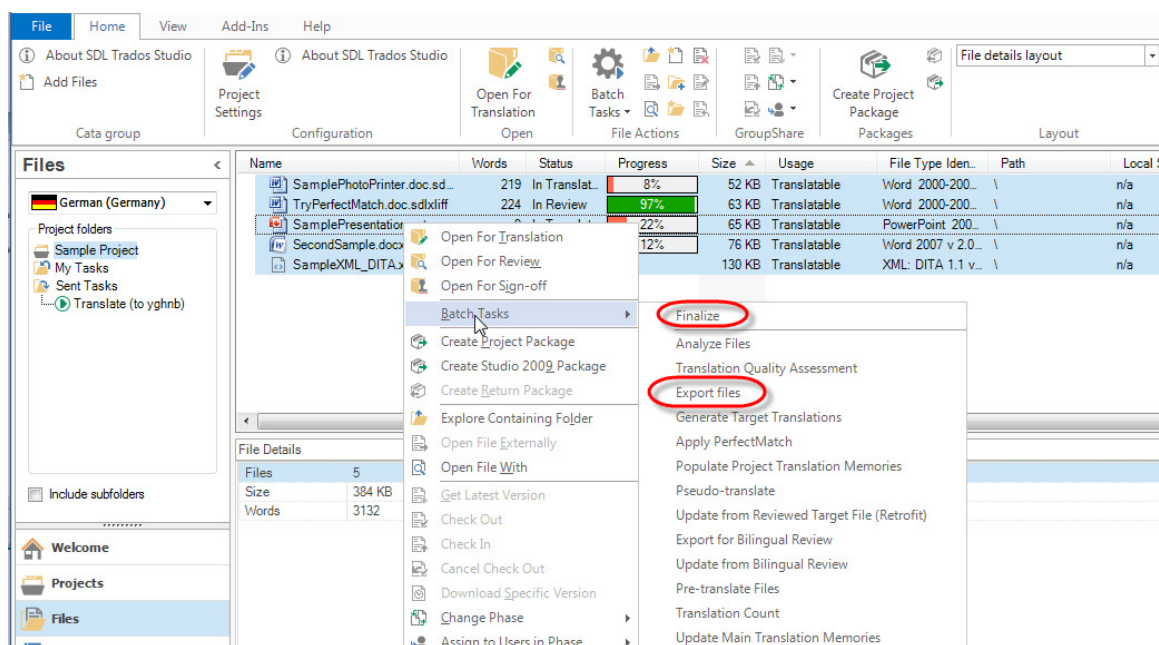 File Home View Add-Ins Help
About SDL Trados Studio
Add Files
Cata group
Project Settings
About SDL Trados Studio
Configuration
Open For Translation
Open
Batch Tasks
File Actions
GroupShare
Create Project Package
Packages
File details layout
Layout
Files
German (Germany)
Project folders
Sample Project
My Tasks
Sent Tasks
Translate (to yghnb)
Include subfolders
Welcome
Projects
Files
Name Words Status Progress Size Usage File Type Iden... Path Local
SamplePhotoPrinter.doc.sd... 219 In Translat... 8% 52 KB Translatable Word 2000-200... \ n/a
TryPerfectMatch.doc.sdlxliff 224 In Review 97% 63 KB Translatable Word 2000-200... \ n/a
SamplePresentation 22% 65 KB Translatable PowerPoint 200... \ n/a
SecondSample.docx 12% 76 KB Translatable Word 2007 v 2.0... \ n/a
SampleXML_DITA.x 130 KB Translatable XML: DITA 1.1 v... \ n/a
File Details
Files 5
Size 384 KB
Words 3132
Open For Translation
Open For Review
Open For Sign-off
Batch Tasks
Create Project Package
Create Studio 2009 Package
Create Return Package
Explore Containing Folder
Open File Externally
Open File With
Get Latest Version
Check Out
Check In
Cancel Check Out
Download Specific Version
Change Phase
Assign to Users in Phase
Finalize
Analyze Files
Translation Quality Assessment
Export files
Generate Target Translations
Apply PerfectMatch
Populate Project Translation Memories
Pseudo-translate
Update from Reviewed Target File (Retrofit)
Export for Bilingual Review
Update from Bilingual Review
Pre-translate Files
Translation Count
Update Main Translation Memories